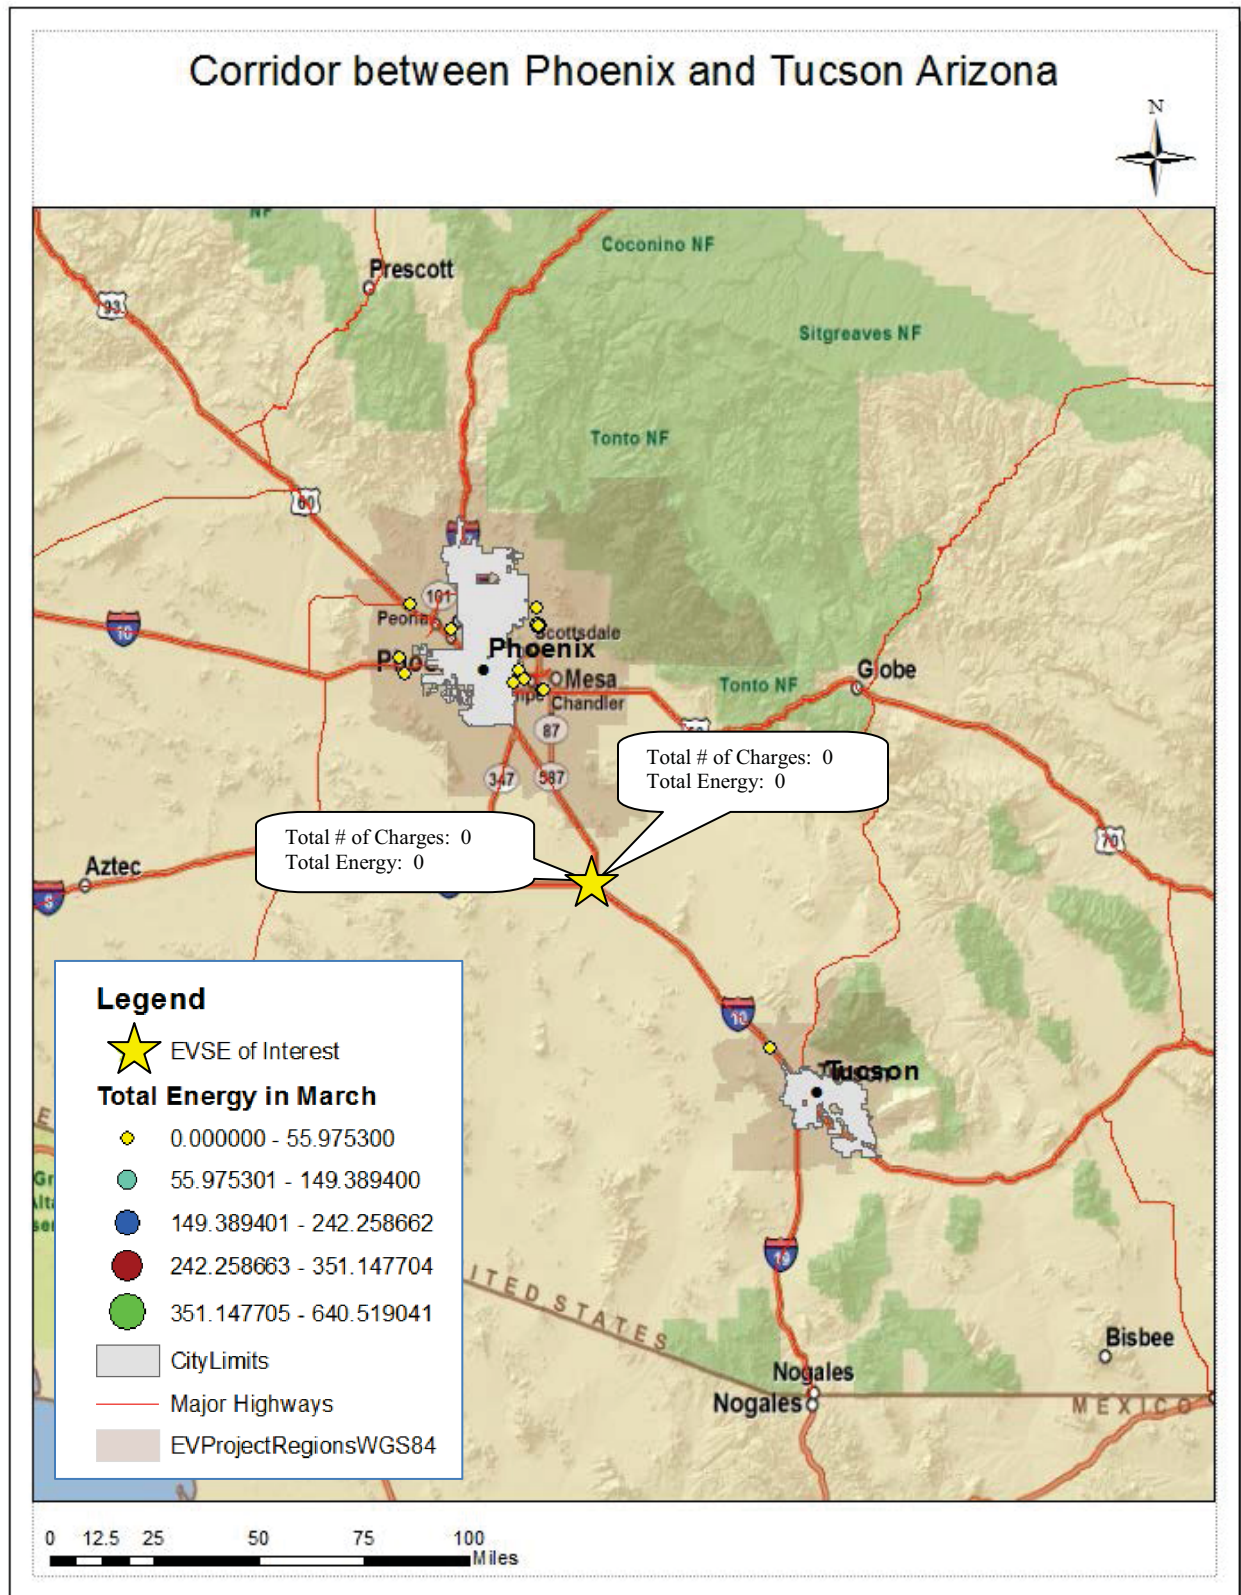 Corridor between Phoenix and Tucson Arizona
N
NF
Coconino NF
Prescott
93
Sitgreaves NF
Tonto NF
60
101
Peoria
Scottsdale
10
Phoenix
Mesa
Globe
Tonto NF
Chandler
87
347
587
Total # of Charges: 0
Total Energy: 0
Total # of Charges: 0
Total Energy: 0
70
Aztec
8
10
Tucson
Legend
EVSE of Interest
Total Energy in March
0.000000 - 55.975300
55.975301 - 149.389400
149.389401 - 242.258662
242.258663 - 351.147704
351.147705 - 640.519041
CityLimits
Major Highways
EVProjectRegionsWGS84
19
ITED STATES
Bisbee
Nogales
Nogales
MEXICO
0 12.5 25 50 75 100
Miles